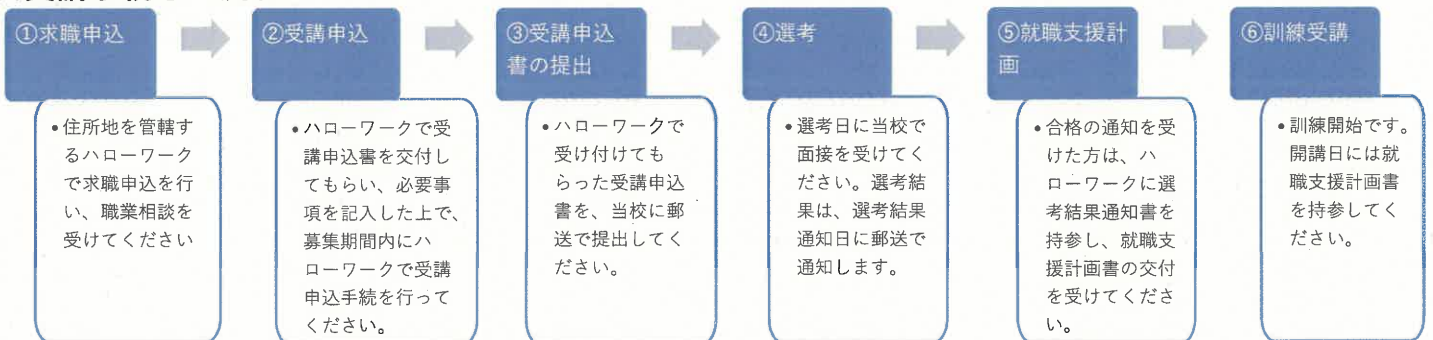 ①求職申込
②受講申込
③受講申込
書の提出
④選考
⑤就職支援計
画
⑥訓練受講
•住所地を管轄す
るハローワーク
で求職申込を行
い、職業相談を
受けてください
•ハローワークで受
講申込書を交付し
てもらい、必要事
項を記入した上で、
募集期間内にハ
ローワークで受講
申込手続を行って
ください。
•ハローワークで
受け付けても
らった受講申込
書を、当校に郵
送で提出してく
ださい。
•選考日に当校で
面接を受けてく
ださい。選考結
果は、選考結果
通知日に郵送で
通知します。
•合格の通知を受
けた方は、ハ
ローワークに選
考結果通知書を
持参し、就職支
援計画書の交付
を受けてくださ
い。
•訓練開始です。
開講日には就
職支援計画書
を持参してく
ださい。